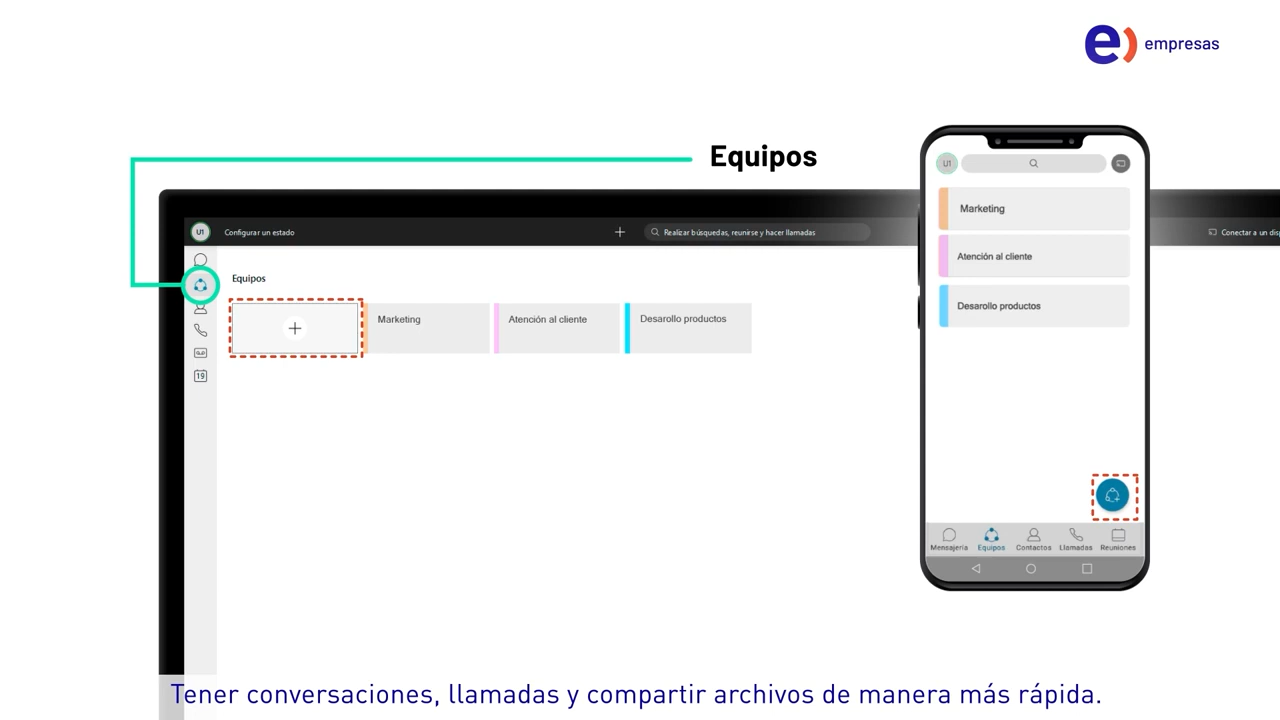 e) empresas
Equipos
U1
Configurar un estado
Realizar búsquedas, reunirse y hacer llamadas
Conectar a un disp
Equipos
Marketing
Atención al cliente
Desarollo productos
19
U1
Marketing
Atención al cliente
Desarollo productos
Mensajería
Equipos
Contactos
Llamadas
Reuniones
Tener conversaciones, llamadas y compartir archivos de manera más rápida.